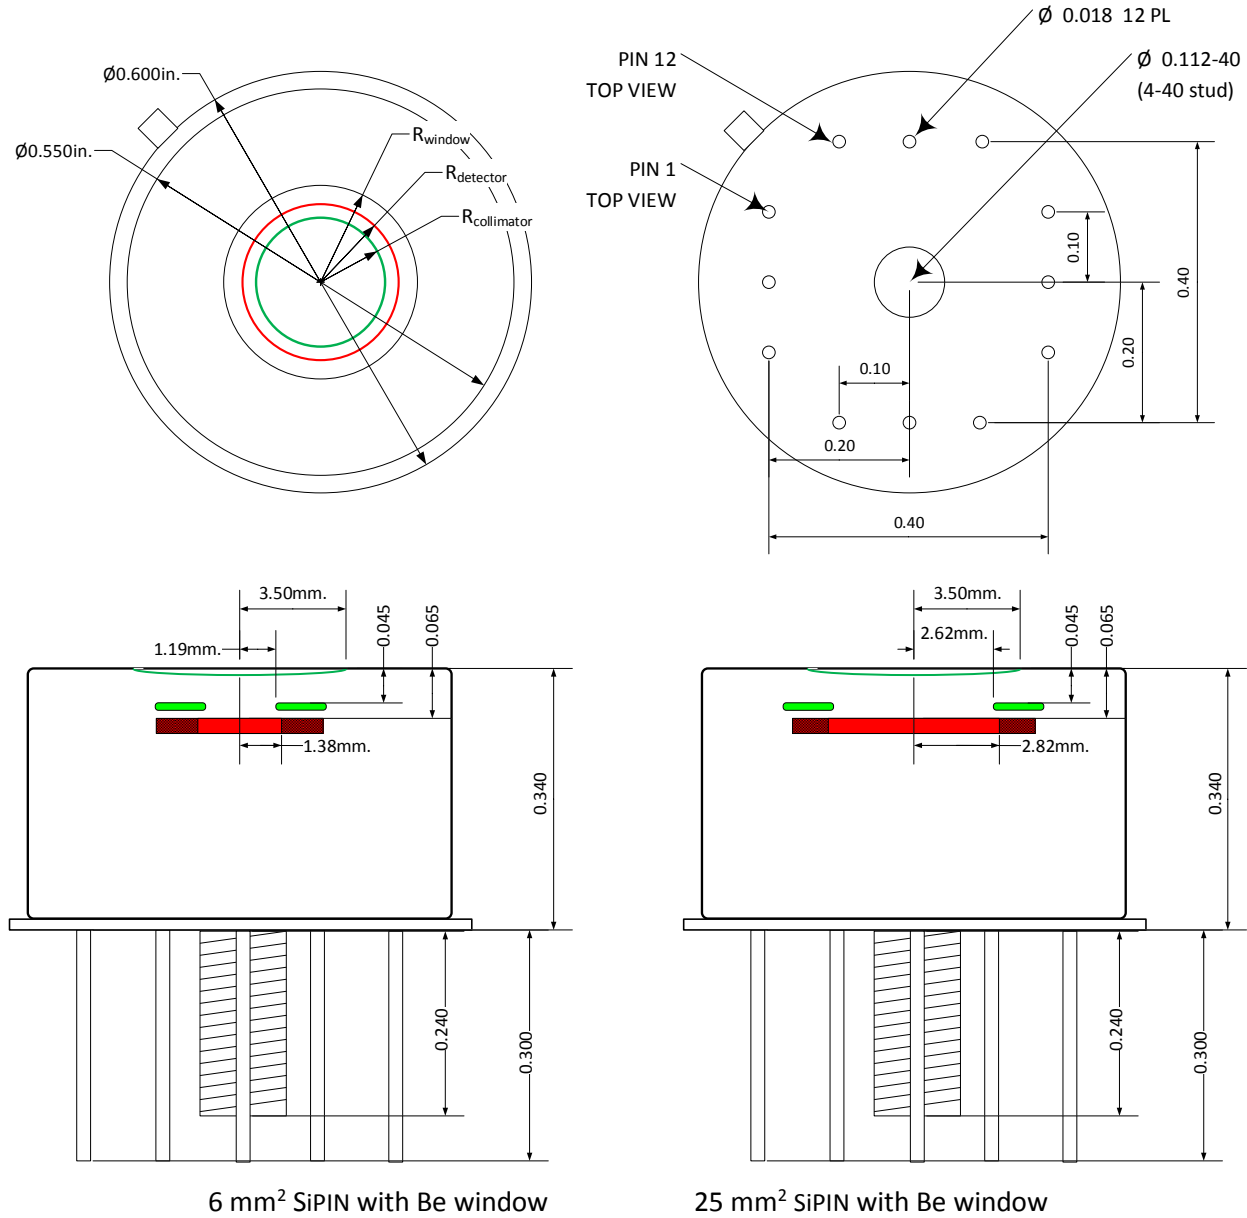 Ø0.600in.
Ø0.550in.
Rwindow
Rdetector
Rcollimator
Ø 0.018 12 PL
PIN 12
TOP VIEW
Ø 0.112-40
(4-40 stud)
PIN 1
TOP VIEW
0.10
0.40
0.20
0.10
0.20
0.40
3.50mm.
1.19mm.
0.045
0.065
1.38mm.
0.340
0.240
0.300
6 mm² SiPIN with Be window
3.50mm.
2.62mm.
0.045
0.065
2.82mm.
0.340
0.240
0.300
25 mm² SiPIN with Be window